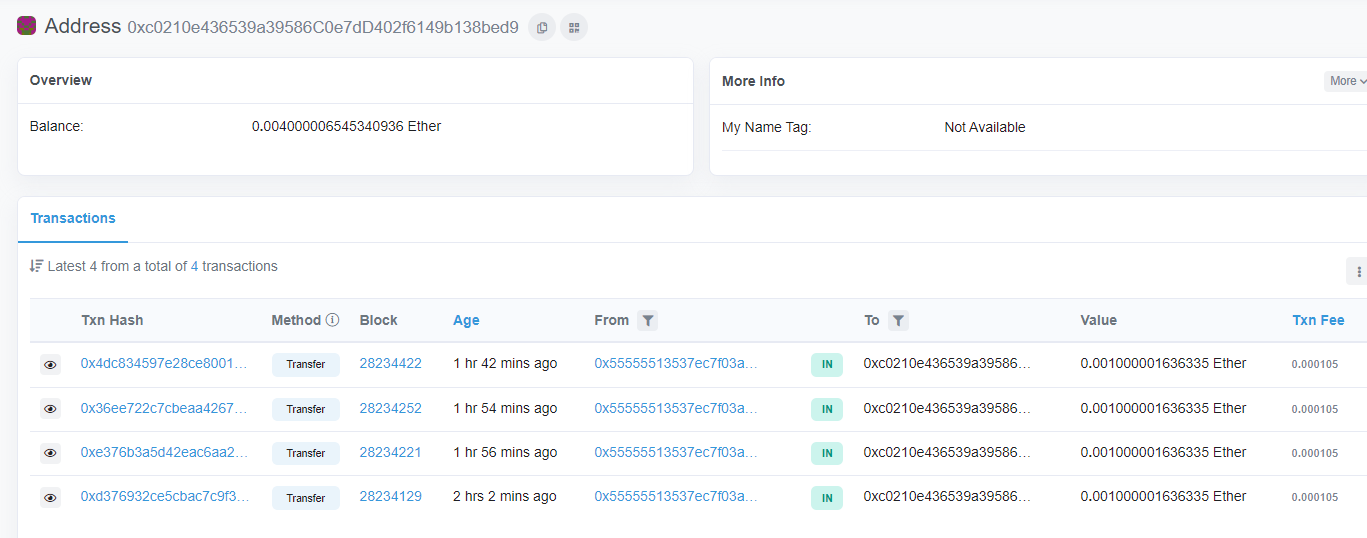 Address 0xc0210e436539a39586C0e7dD402f6149b138bed9
Overview
Balance: 0.004000006545340936 Ether
More Info More
My Name Tag: Not Available
Transactions
Latest 4 from a total of 4 transactions
Txn Hash Method Block Age From To Value Txn Fee
0x4dc834597e28ce8001... Transfer 28234422 1 hr 42 mins ago 0x55555513537ec7f03a... IN 0xc0210e436539a39586... 0.001000001636335 Ether 0.000105
0x36ee722c7cbeaa4267... Transfer 28234252 1 hr 54 mins ago 0x55555513537ec7f03a... IN 0xc0210e436539a39586... 0.001000001636335 Ether 0.000105
0xe376b3a5d42eac6aa2... Transfer 28234221 1 hr 56 mins ago 0x55555513537ec7f03a... IN 0xc0210e436539a39586... 0.001000001636335 Ether 0.000105
0xd376932ce5cbac7c9f3... Transfer 28234129 2 hrs 2 mins ago 0x55555513537ec7f03a... IN 0xc0210e436539a39586... 0.001000001636335 Ether 0.000105